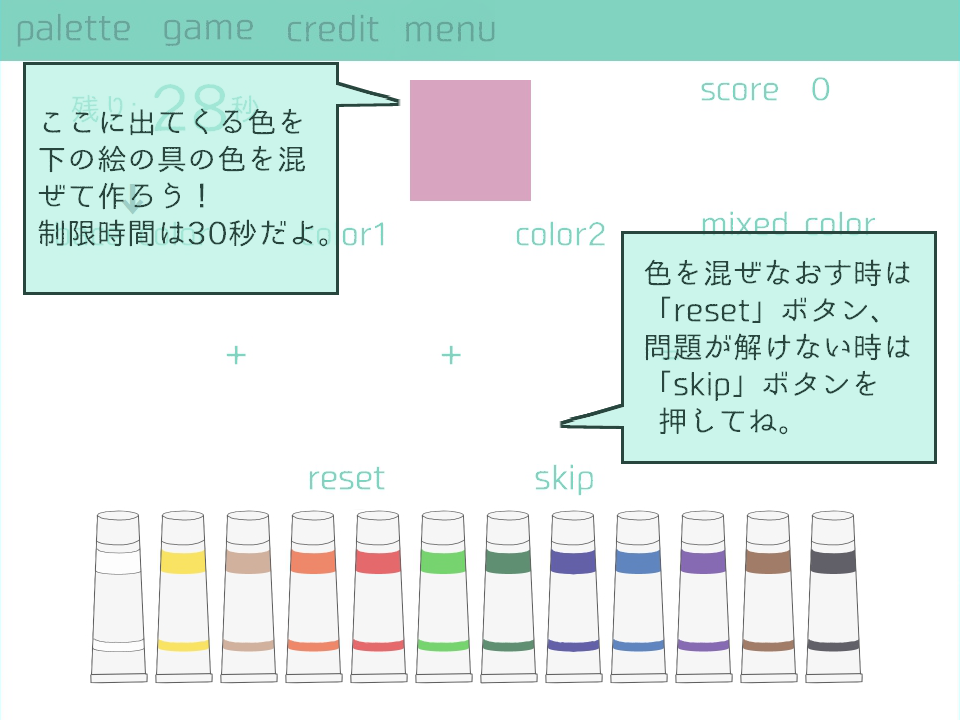 palette game credit menu
残り: 28秒
ここに出てくる色を
下の絵の具の色を混
ぜて作ろう！
制限時間は30秒だよ。
score 0
color1
color2
mixed color
色を混ぜなおす時は
「reset」ボタン、
問題が解けない時は
「skip」ボタンを
押してね。
+ +
reset skip